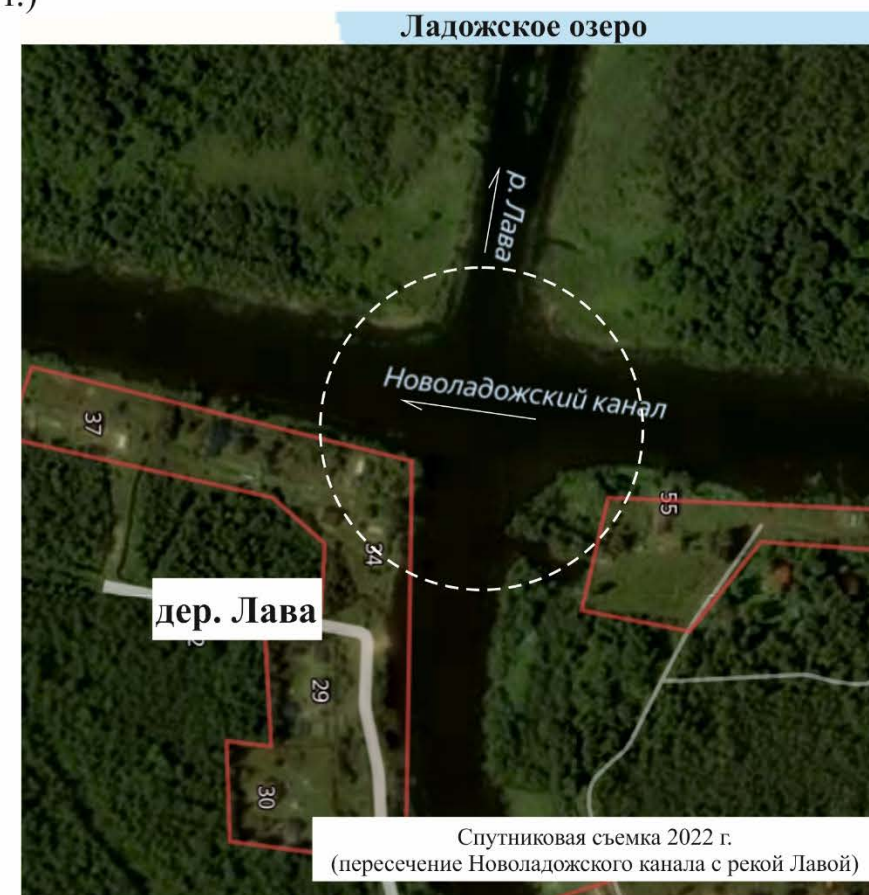 г.)
Ладожское озеро
р. Лава
Новоладожский канал
37
55
34
дер. Лава
29
30
Спутниковая съемка 2022 г.
(пересечение Новоладожского канала с рекой Лавой)